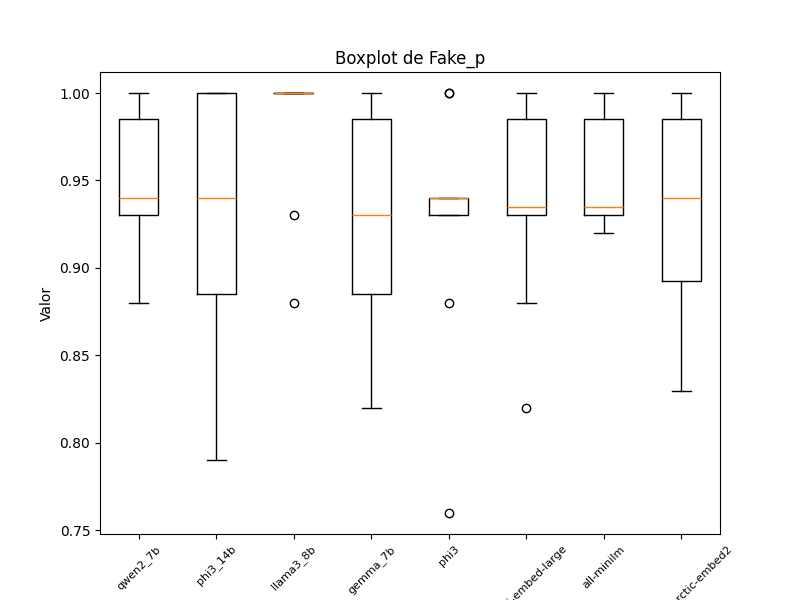 Boxplot de Fake_p
Valor
1.00
0.95
0.90
0.85
0.80
0.75
qwen2_7b
phi3_14b
llama3_8b
gemma_7b
phi3
-embed-large
all-minilm
rctic-embed2